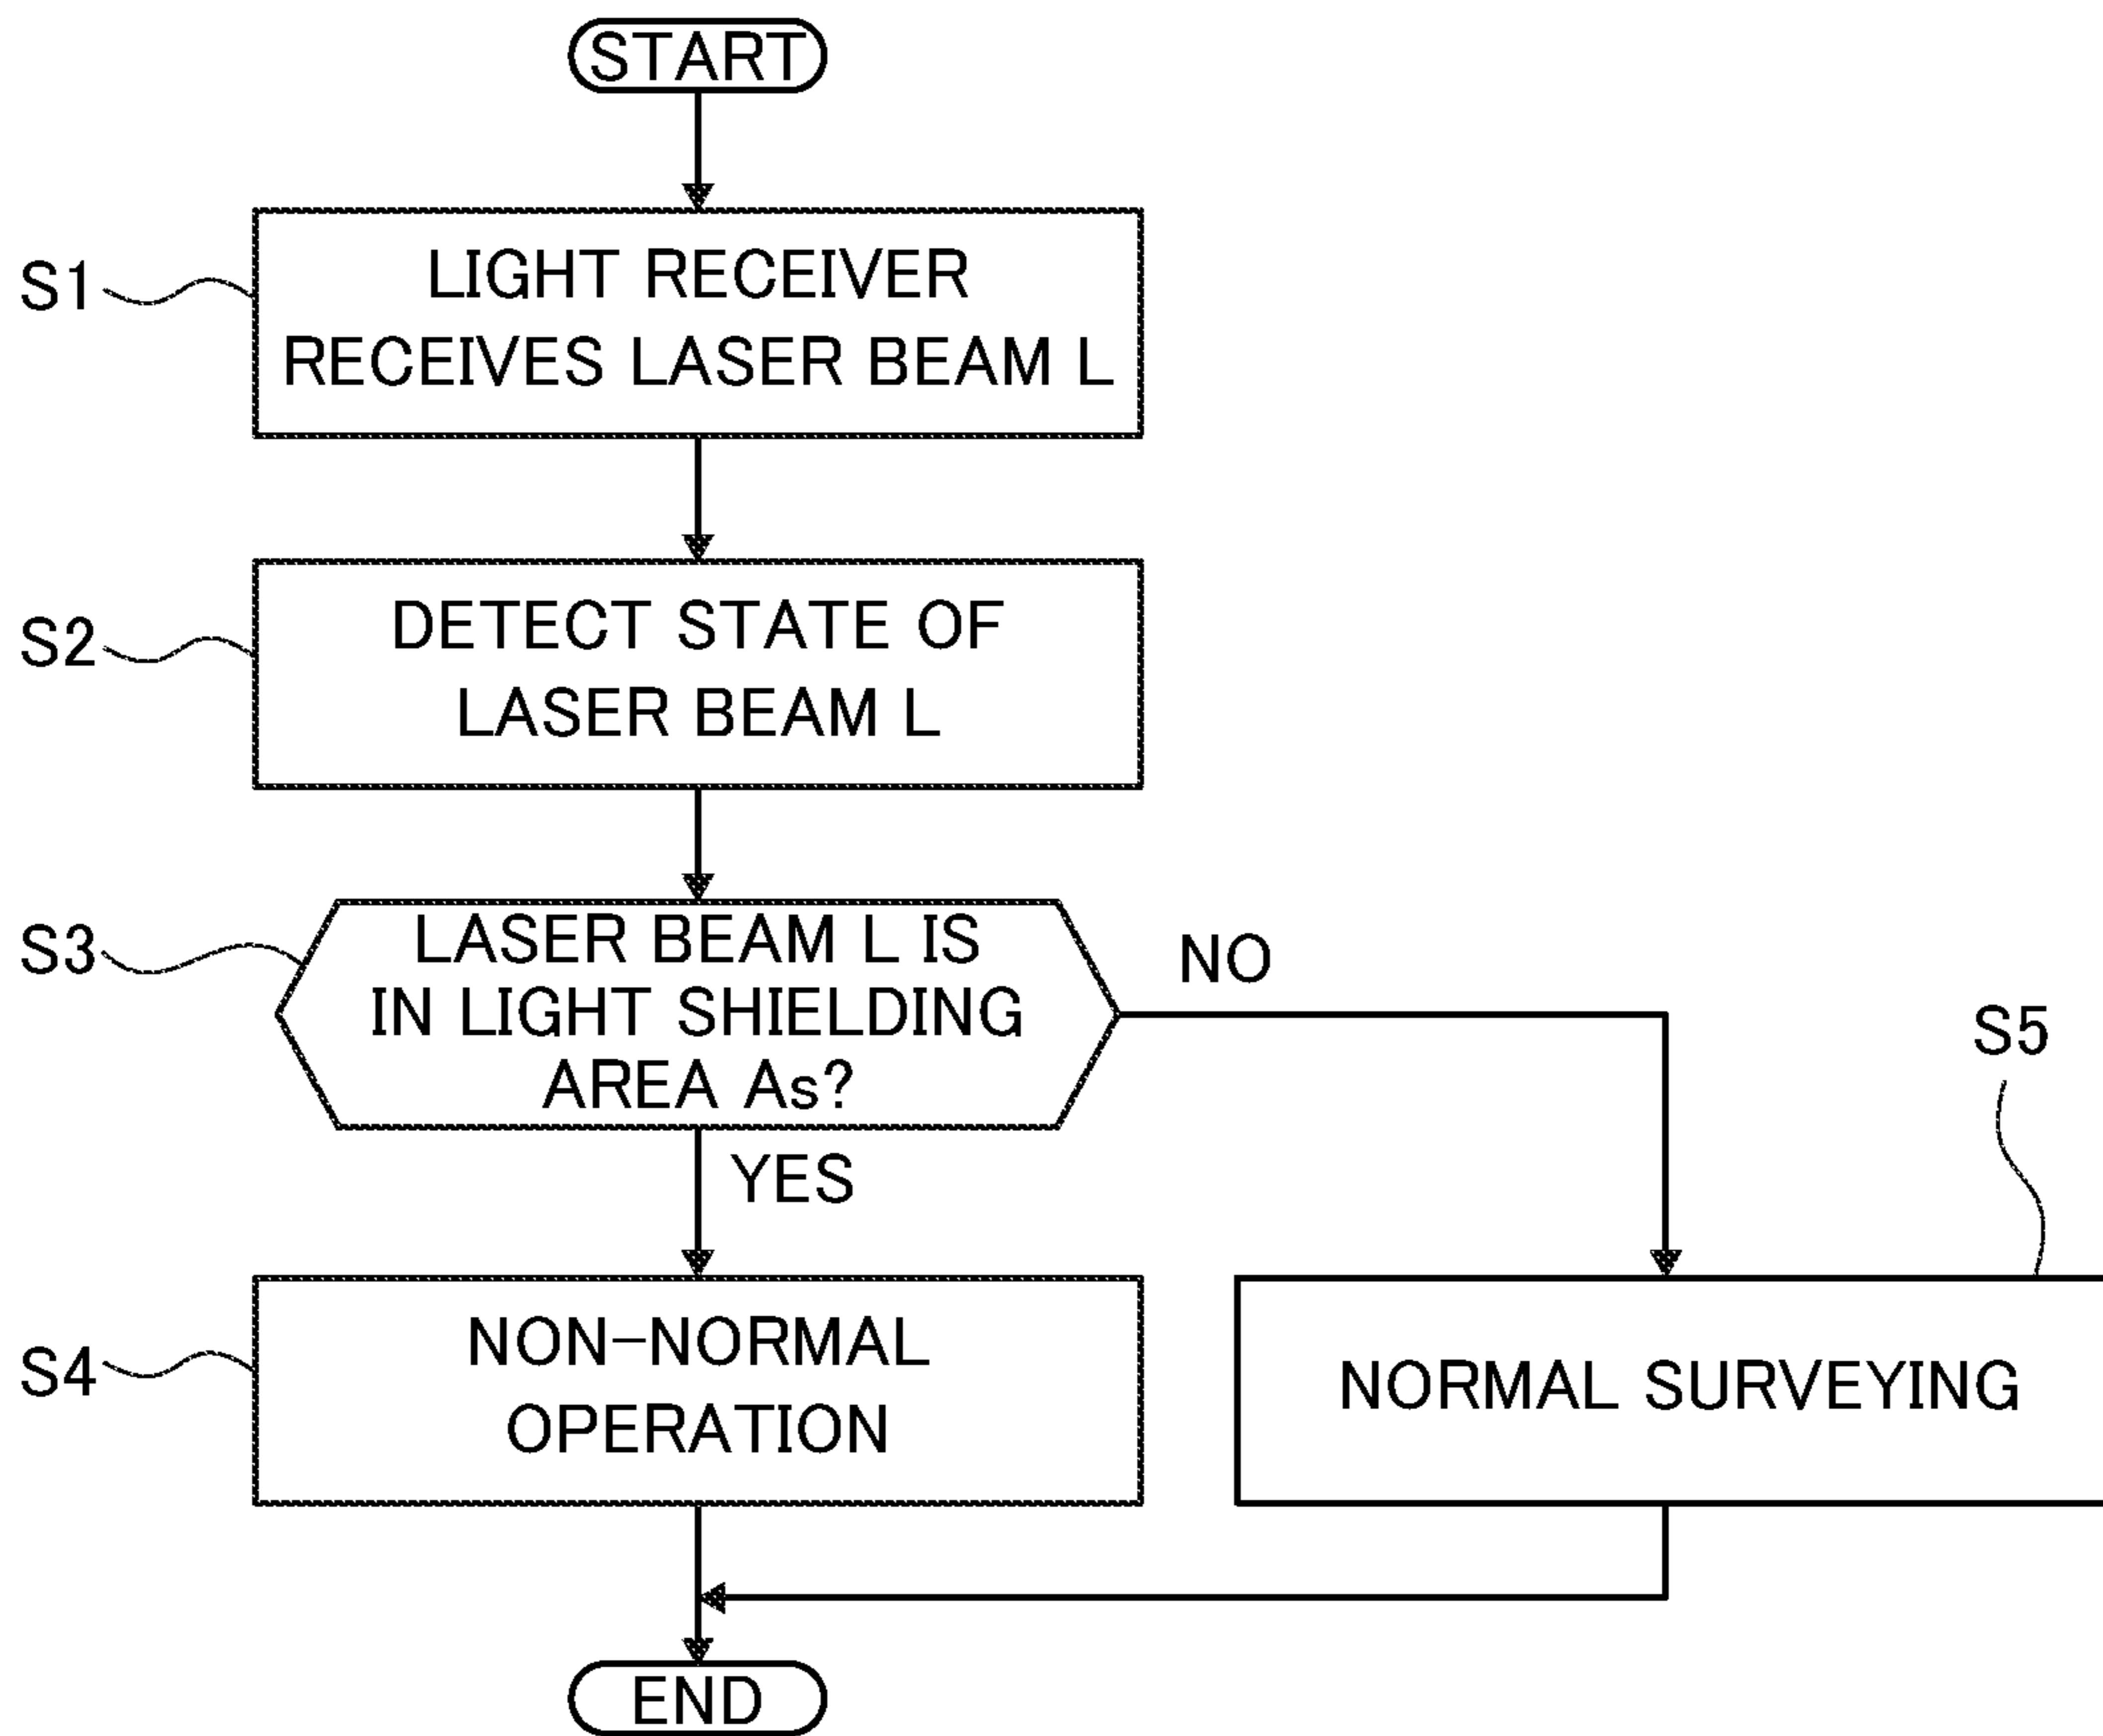 START
S1
LIGHT RECEIVER
RECEIVES LASER BEAM L
S2
DETECT STATE OF
LASER BEAM L
S3
LASER BEAM L IS
IN LIGHT SHIELDING
AREA As?
NO
YES
S4
NON-NORMAL
OPERATION
S5
NORMAL SURVEYING
END